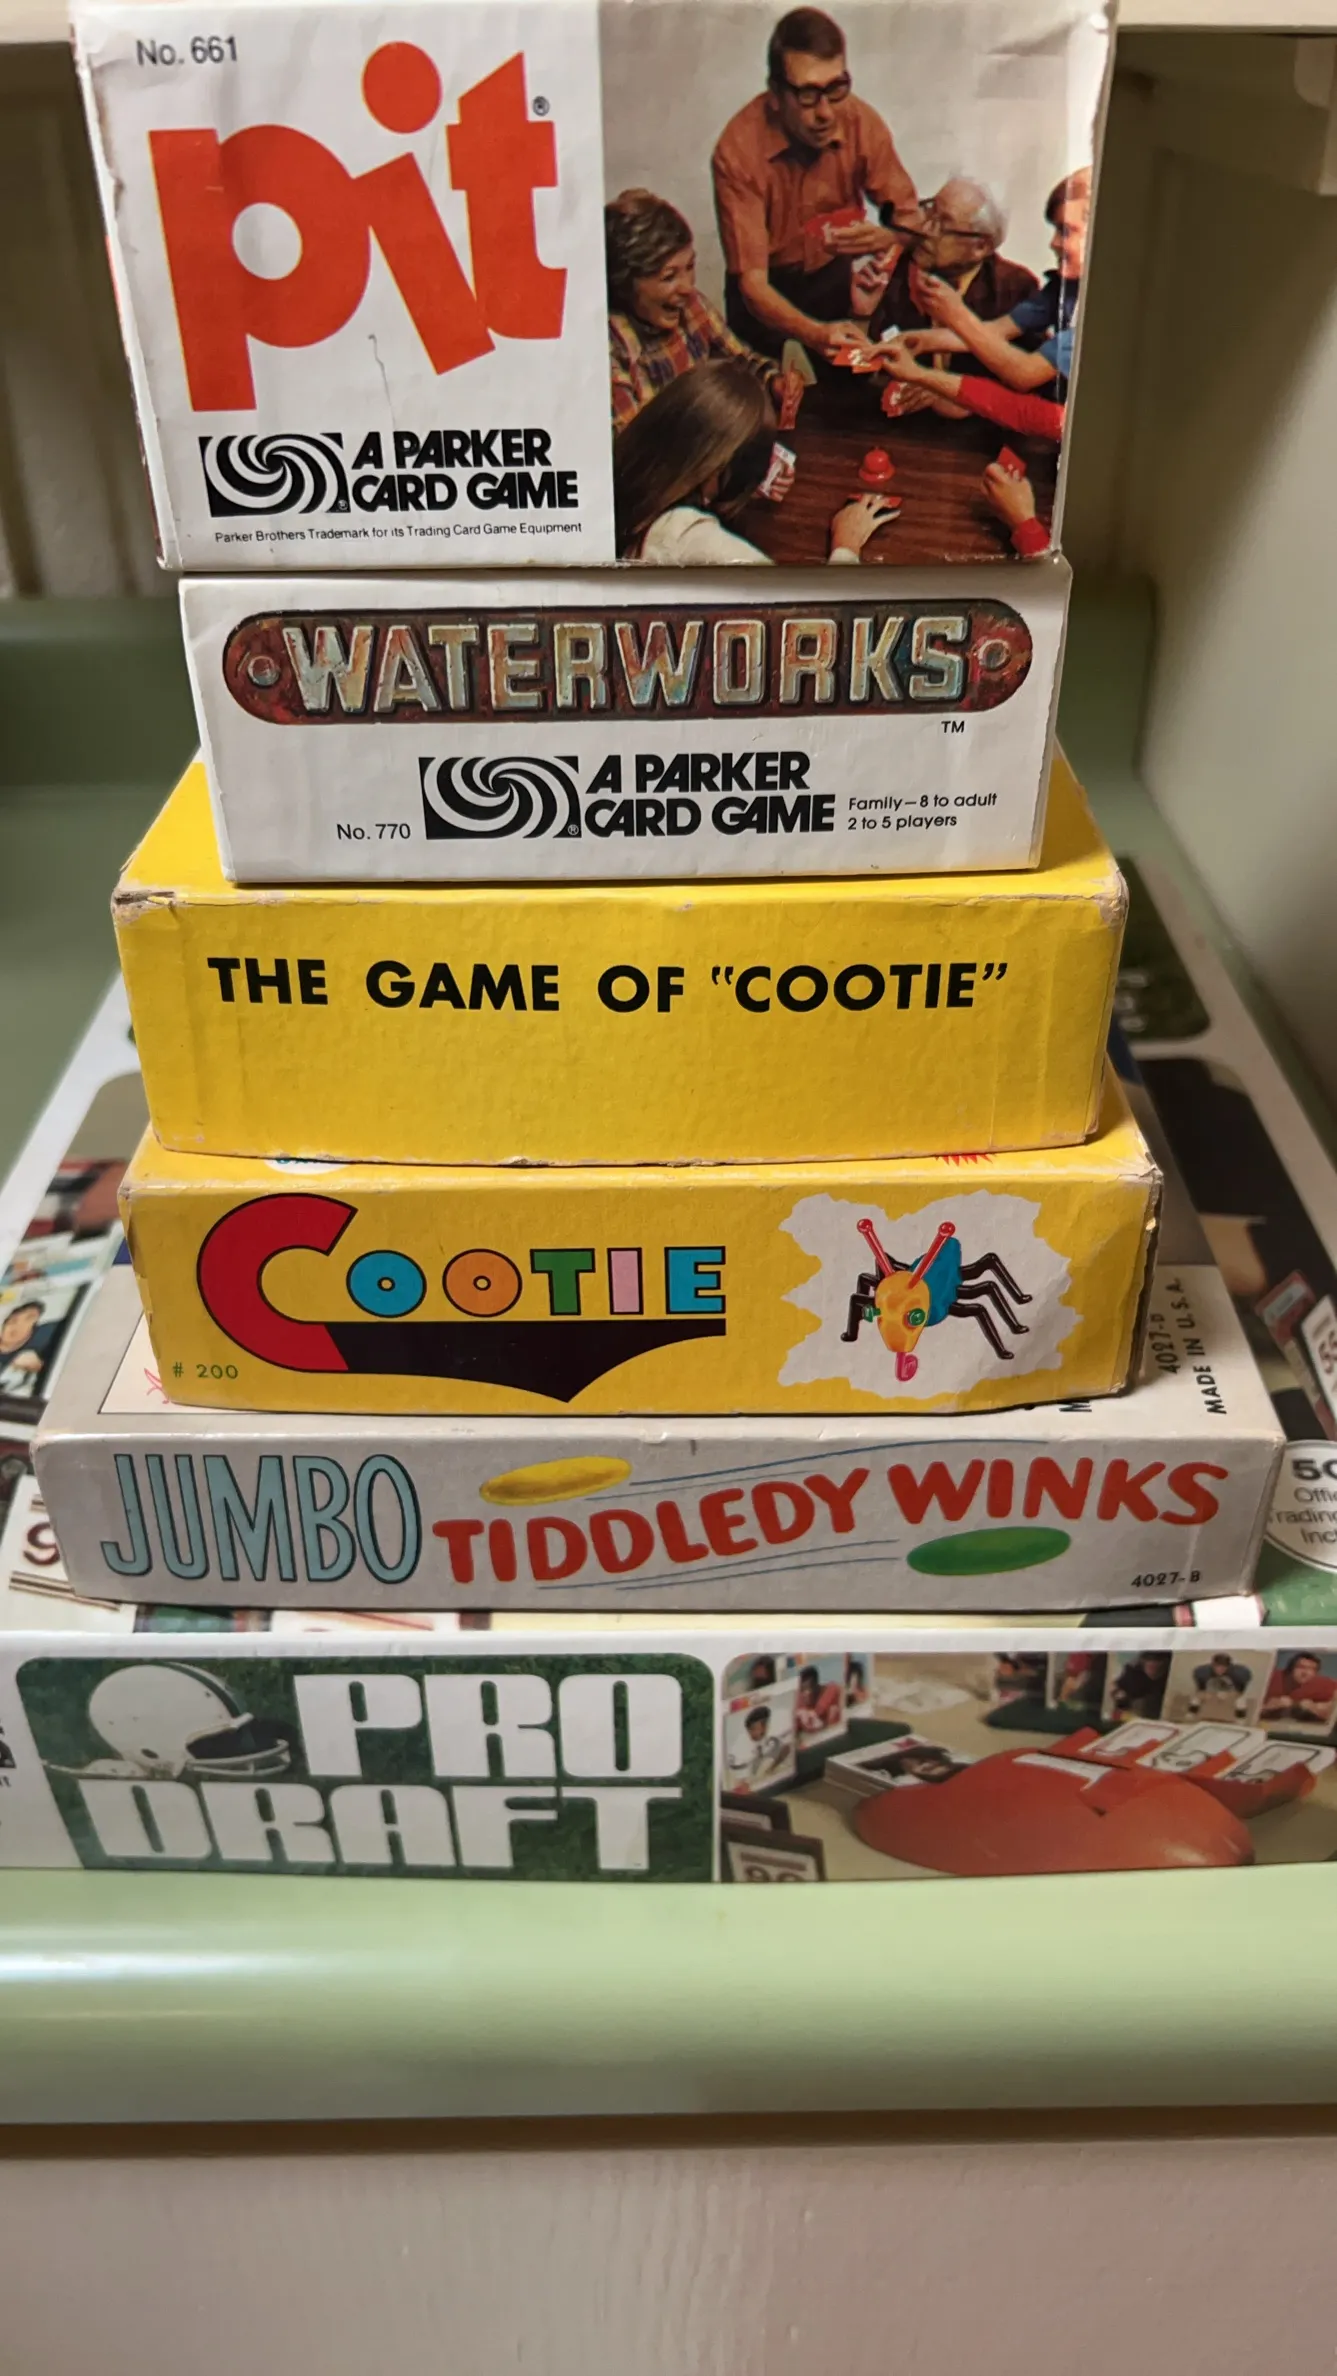 No. 661
pit®
A PARKER
CARD GAME
Parker Brothers Trademark for its Trading Card Game Equipment
WATERWORKS
TM
No. 770
A PARKER
CARD GAME
Family–8 to adult
2 to 5 players
THE GAME OF “COOTIE”
COOTIE
# 200
4027-D
MADE IN U.S.A.
JUMBO TIDDLEDY WINKS
4027-B
PRO
DRAFT